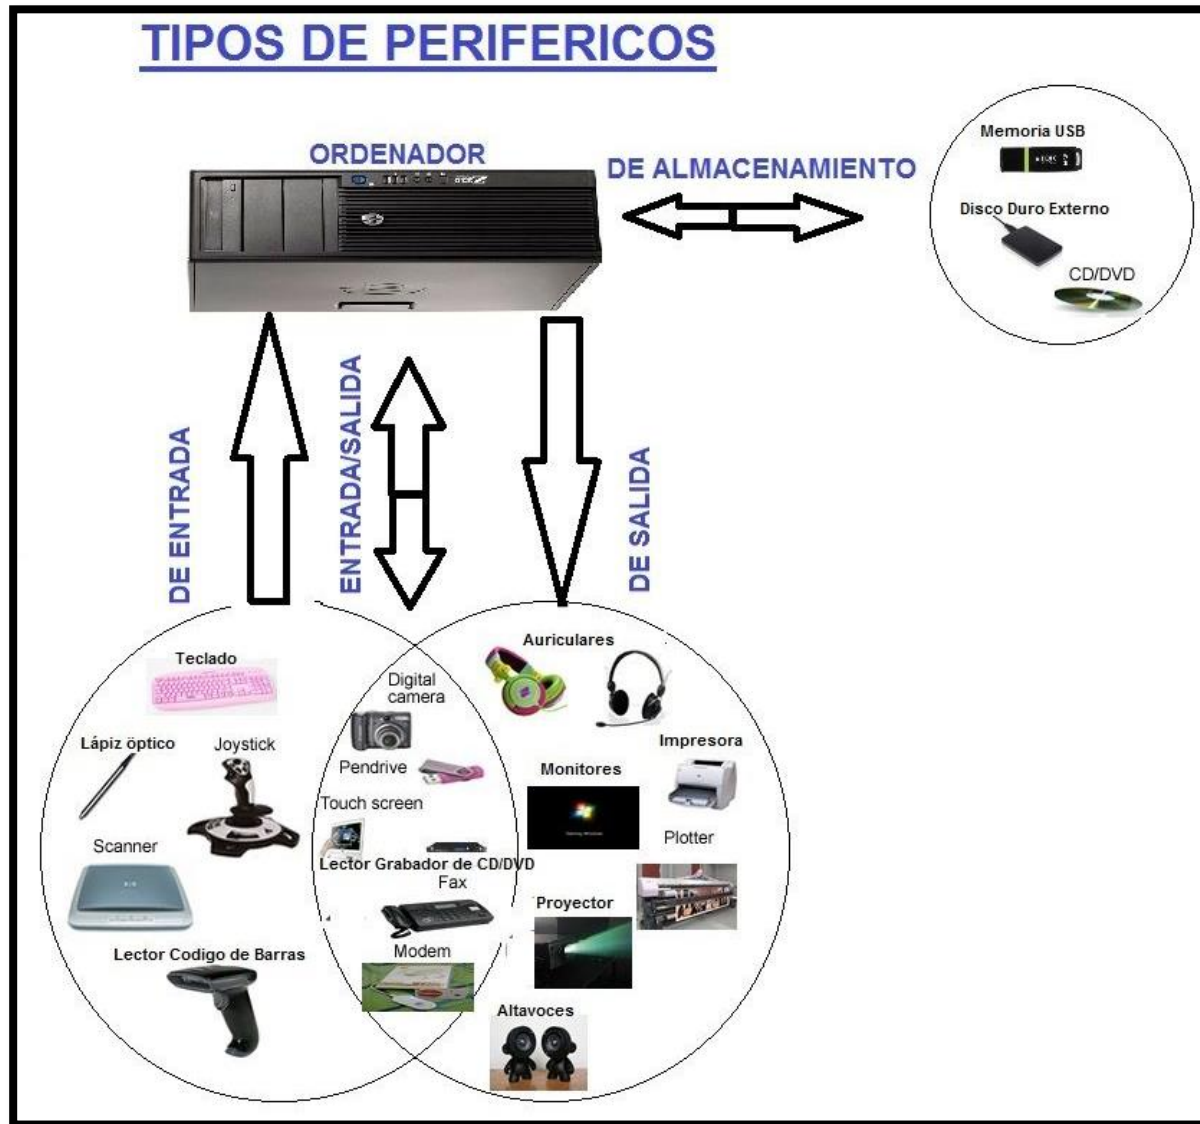 TIPOS DE PERIFERICOS
ORDENADOR
DE ALMACENAMIENTO
Memoria USB
Disco Duro Externo
CD/DVD
DE ENTRADA
ENTRADA/SALIDA
DE SALIDA
Teclado
Lápiz öptico
Joystick
Scanner
Lector Codigo de Barras
Digital
camera
Pendrive
Touch screen
Lector Grabador de CD/DVD
Fax
Modem
Auriculares
Impresora
Monitores
Plotter
Proyector
Altavoces